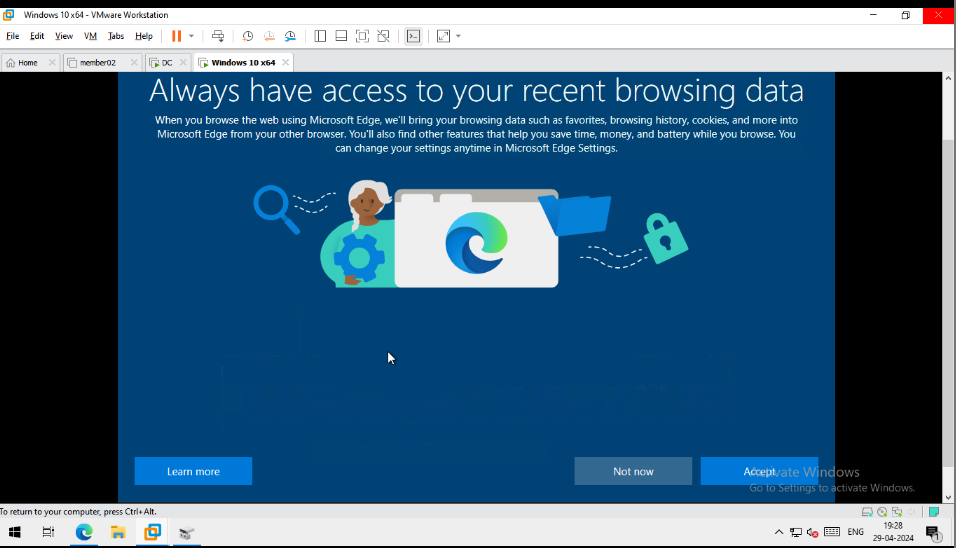 Windows 10 x64 - VMware Workstation
File Edit View VM Tabs Help
Home member02 DC Windows 10 x64
Always have access to your recent browsing data
When you browse the web using Microsoft Edge, we'll bring your browsing data such as favorites, browsing history, cookies, and more into
Microsoft Edge from your other browser. You'll also find other features that help you save time, money, and battery while you browse. You
can change your settings anytime in Microsoft Edge Settings.
Learn more Not now Accept
Activate Windows
Go to Settings to activate Windows.
To return to your computer, press Ctrl+Alt.
ENG
19:28
29-04-2024
1